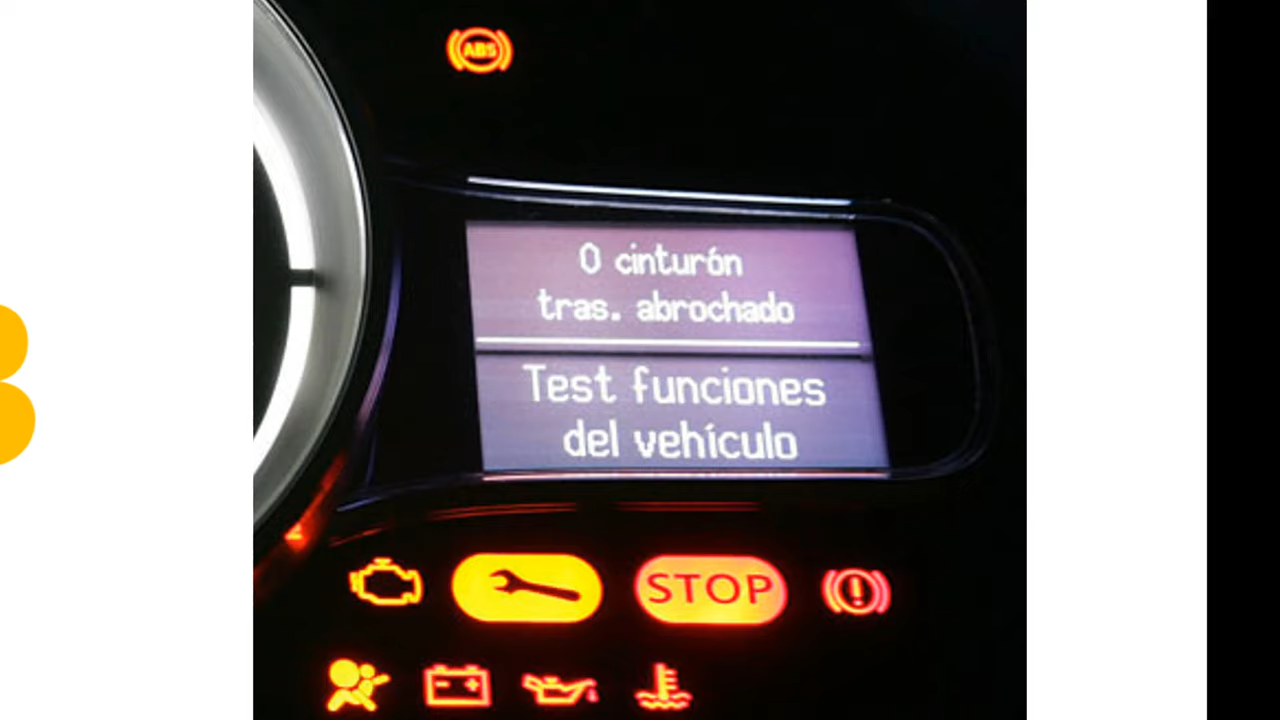 ABS
0 cinturón
tras. abrochado
Test funciones
del vehículo
STOP